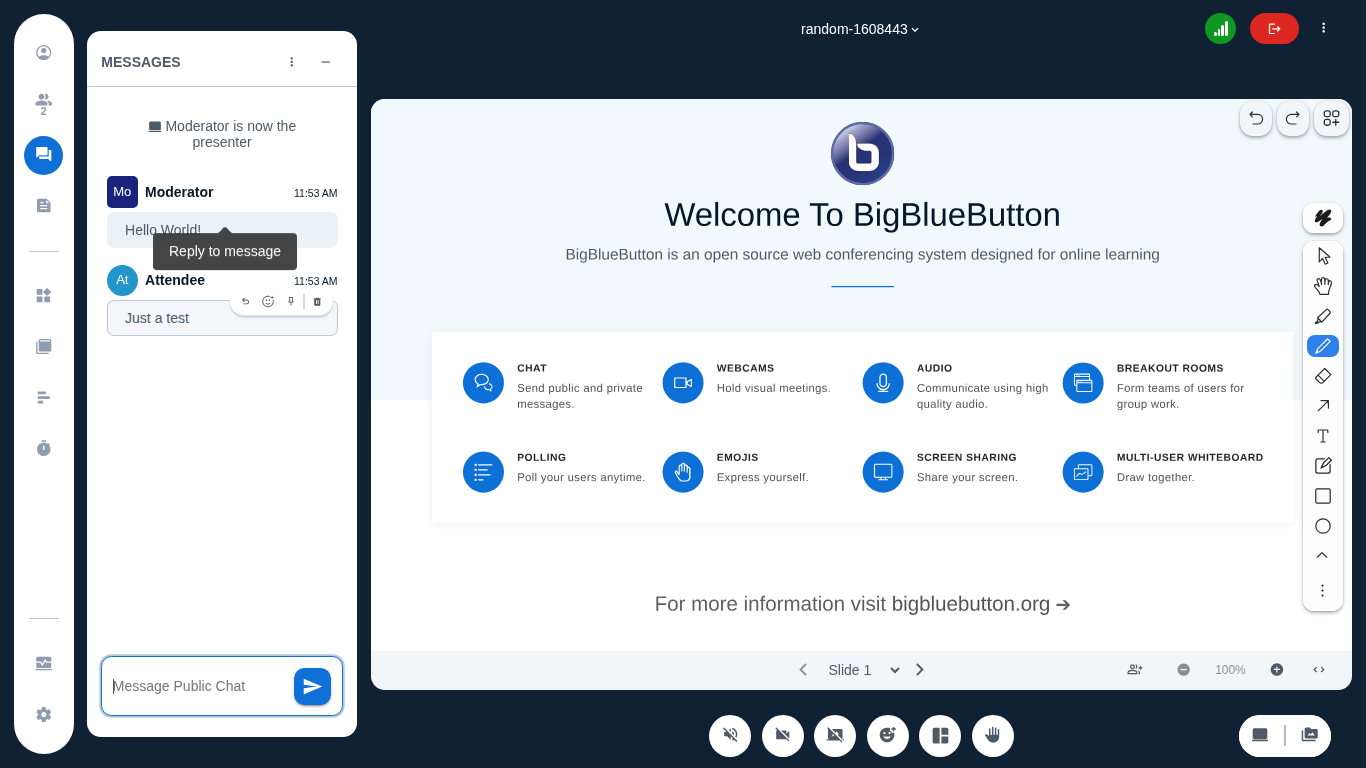 random-1608443
MESSAGES
2
Moderator is now the
presenter
Mo
Moderator
11:53 AM
Hello World!
Reply to message
At
Attendee
11:53 AM
Just a test
Message Public Chat
Welcome To BigBlueButton
BigBlueButton is an open source web conferencing system designed for online learning
CHAT
Send public and private
messages.
WEBCAMS
Hold visual meetings.
AUDIO
Communicate using high
quality audio.
BREAKOUT ROOMS
Form teams of users for
group work.
POLLING
Poll your users anytime.
EMOJIS
Express yourself.
SCREEN SHARING
Share your screen.
MULTI-USER WHITEBOARD
Draw together.
For more information visit bigbluebutton.org ➔
Slide 1
100%